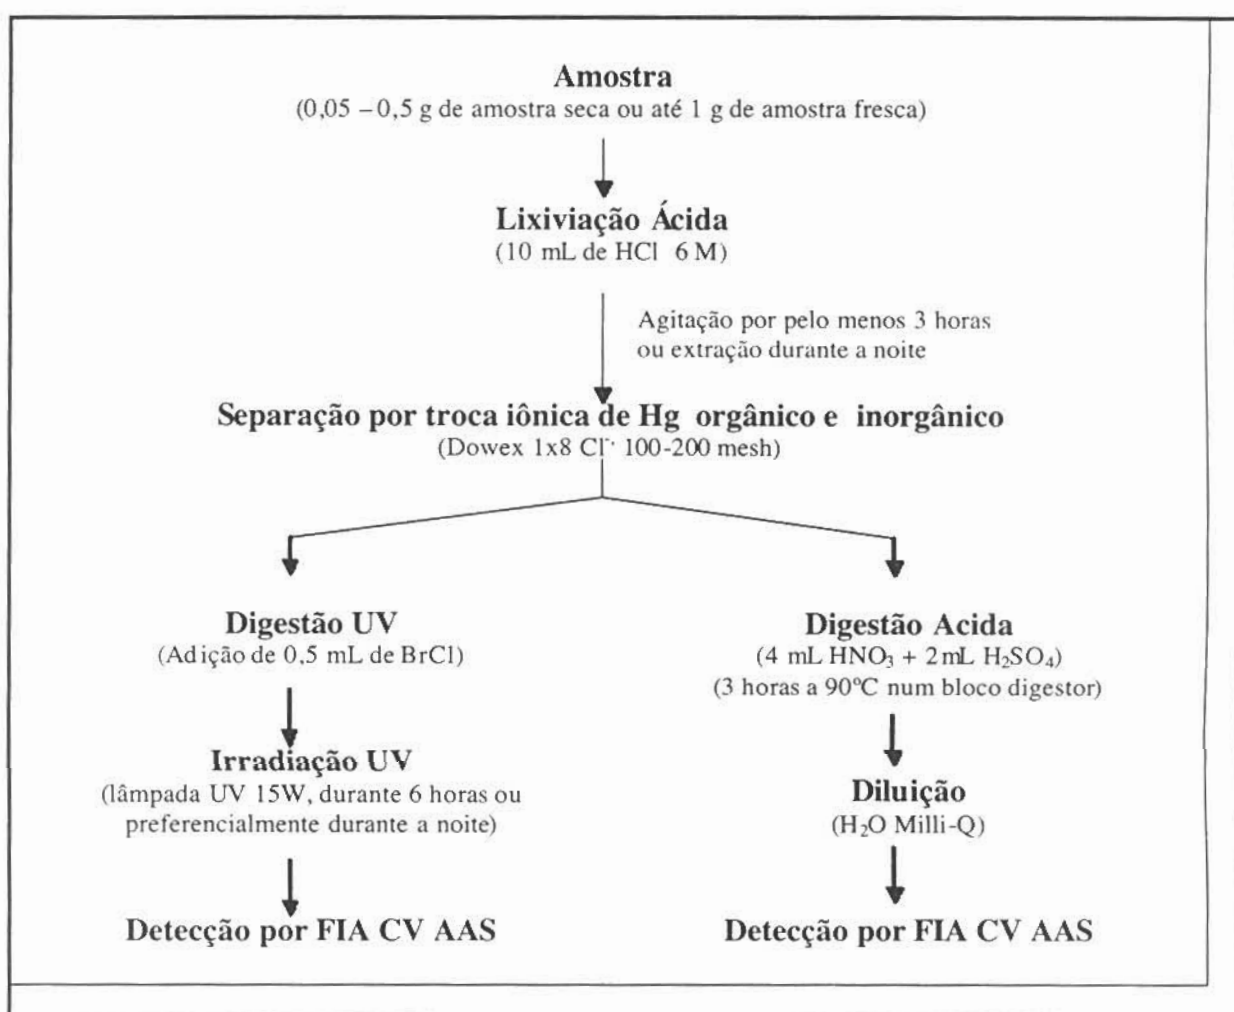 Amostra
(0,05 – 0,5 g de amostra seca ou até 1 g de amostra fresca)
Lixiviação Ácida
(10 mL de HCl 6 M)
Agitação por pelo menos 3 horas
ou extração durante a noite
Separação por troca iônica de Hg orgânico e inorgânico
(Dowex 1x8 Cl⁻, 100-200 mesh)
Digestão UV
(Adição de 0,5 mL de BrCl)
Irradiação UV
(lâmpada UV 15W, durante 6 horas ou
preferencialmente durante a noite)
Detecção por FIA CV AAS
Digestão Acida
(4 mL HNO₃ + 2mL H₂SO₄)
(3 horas a 90°C num bloco digestor)
Diluição
(H₂O Milli-Q)
Detecção por FIA CV AAS